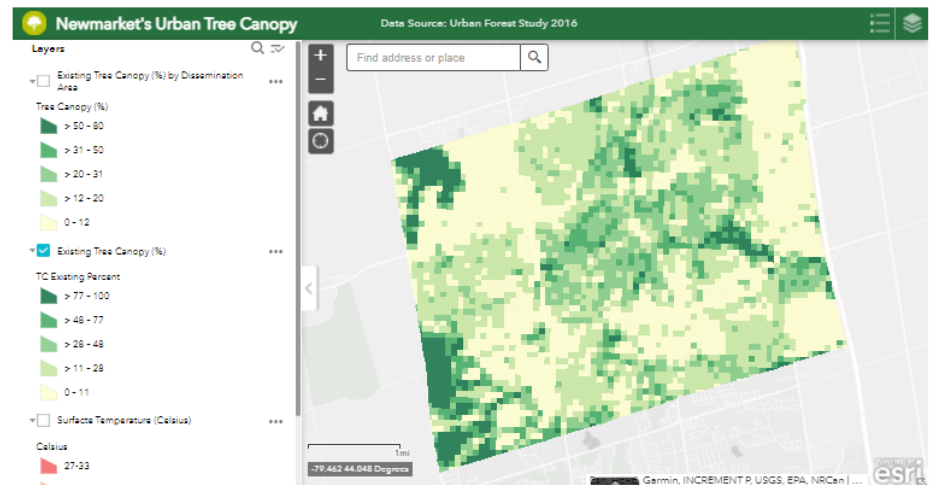 Newmarket's Urban Tree Canopy
Data Source: Urban Forest Study 2016
Layers
Existing Tree Canopy (%) by Dissemination
Area
Tree Canopy (%)
> 50 - 80
> 31 - 50
> 20 - 31
> 12 - 20
0 - 12
Existing Tree Canopy (%)
TC Existing Percent
> 77 - 100
> 48 - 77
> 28 - 48
> 11 - 28
0 - 11
Surfacte Temperature (Celsius)
Celsius
27-33
+
−
Find address or place
1mi
-79.462 44.048 Degrees
Garmin, INCREMENT P, USGS, EPA, NRCan | ...
POWERED BY
esri